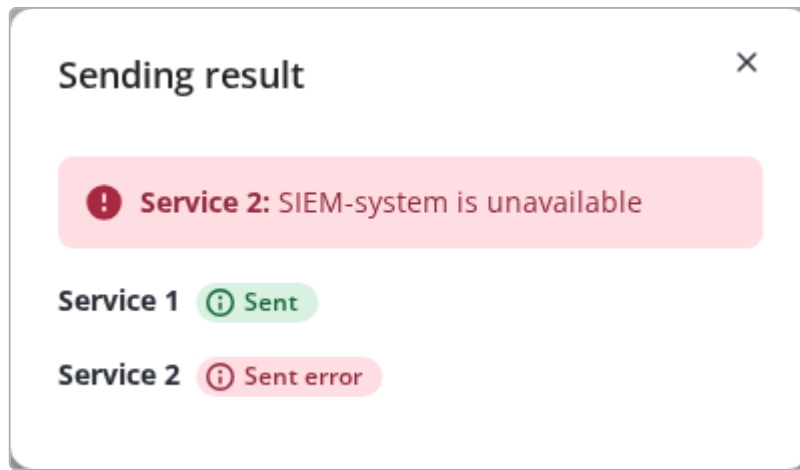 Sending result
Service 2: SIEM-system is unavailable
Service 1 Sent
Service 2 Sent error